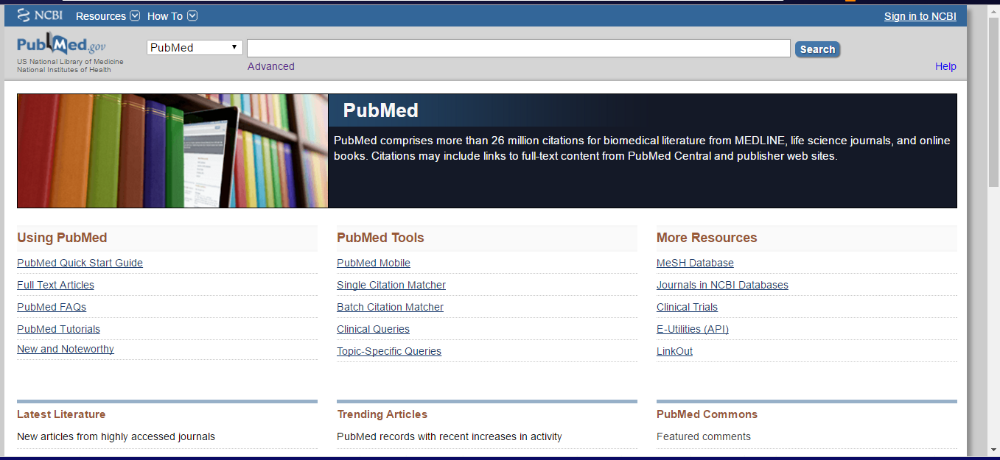 NCBI Resources How To Sign in to NCBI
PubMed.gov
US National Library of Medicine
National Institutes of Health
PubMed
Search
Advanced
Help
PubMed
PubMed comprises more than 26 million citations for biomedical literature from MEDLINE, life science journals, and online
books. Citations may include links to full-text content from PubMed Central and publisher web sites.
Using PubMed
PubMed Quick Start Guide
Full Text Articles
PubMed FAQs
PubMed Tutorials
New and Noteworthy
PubMed Tools
PubMed Mobile
Single Citation Matcher
Batch Citation Matcher
Clinical Queries
Topic-Specific Queries
More Resources
MeSH Database
Journals in NCBI Databases
Clinical Trials
E-Utilities (API)
LinkOut
Latest Literature
New articles from highly accessed journals
Trending Articles
PubMed records with recent increases in activity
PubMed Commons
Featured comments